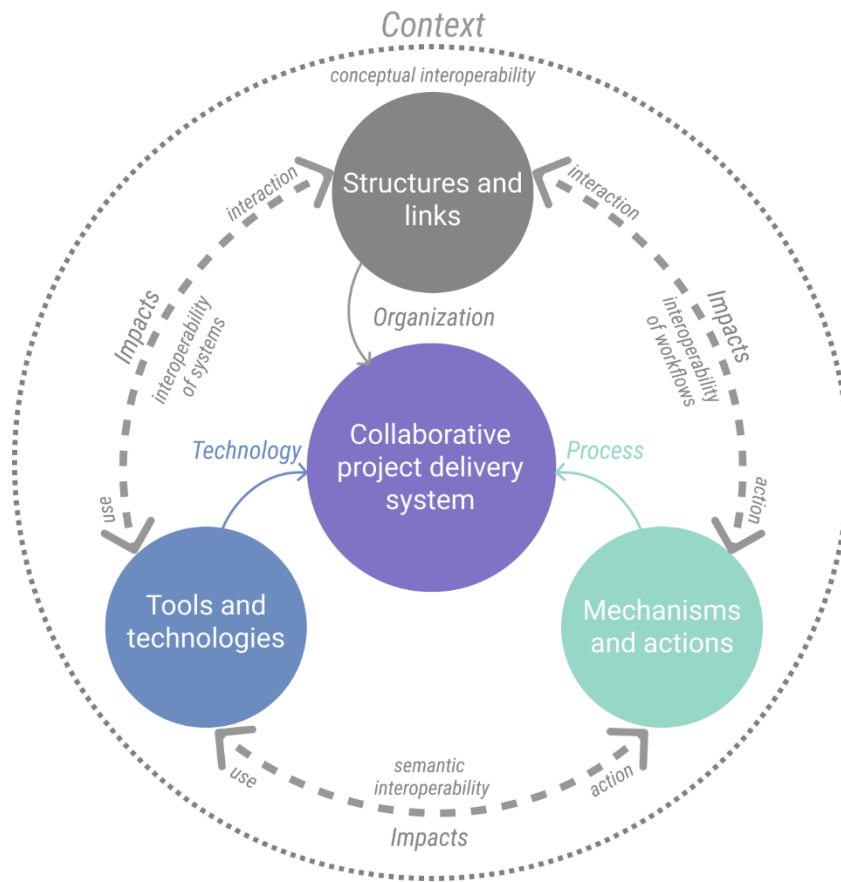 Context
conceptual interoperability
Structures and
links
interaction
interaction
Impacts
interoperability
of systems
Impacts
interoperability
of workflows
Organization
Technology
Collaborative
project delivery
system
Process
use
action
Tools and
technologies
Mechanisms
and actions
use
semantic
interoperability
action
Impacts